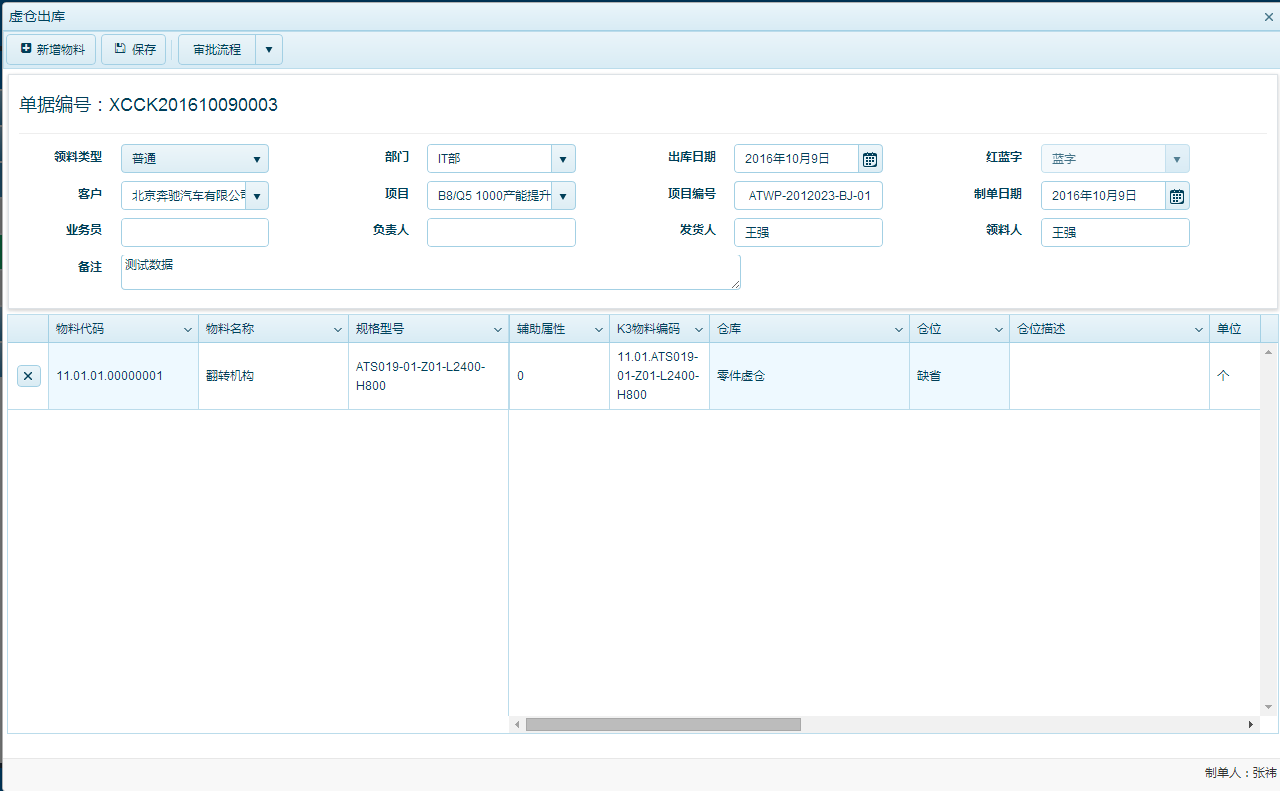 虚仓出库
新增物料 保存 审批流程
单据编号：XCCK201610090003
领料类型 普通 部门 IT部 出库日期 2016年10月9日 红蓝字 蓝字
客户 北京奔驰汽车有限公司 项目 B8/Q5 1000产能提升 项目编号 ATWP-2012023-BJ-01 制单日期 2016年10月9日
业务员 负责人 发货人 王强 领料人 王强
备注 测试数据
物料代码 物料名称 规格型号 辅助属性 K3物料编码 仓库 仓位 仓位描述 单位
11.01.01.00000001 翻转机构 ATS019-01-Z01-L2400-H800 0 11.01.ATS019-01-Z01-L2400-H800 零件虚仓 缺省 个
制单人：张祎